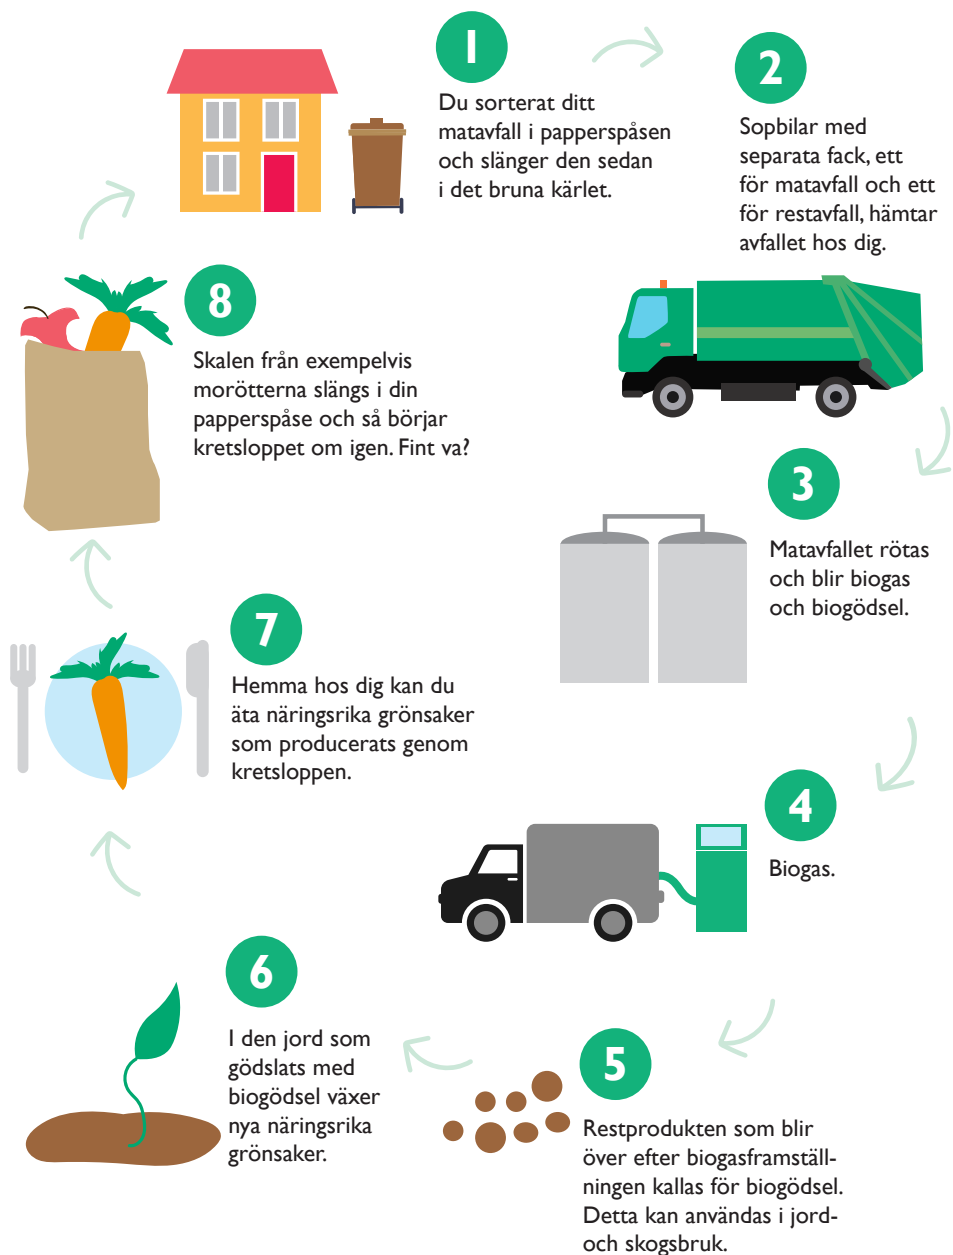 1
Du sorterat ditt
matavfall i papperspåsen
och slänger den sedan
i det bruna kärlet.
2
Sopbilar med
separata fack, ett
för matavfall och ett
för restavfall, hämtar
avfallet hos dig.
3
Matavfallet rötas
och blir biogas
och biogödsel.
4
Biogas.
5
Restprodukten som blir
över efter biogasframställ-
ningen kallas för biogödsel.
Detta kan användas i jord-
och skogsbruk.
6
I den jord som
gödslats med
biogödsel växer
nya näringsrika
grönsaker.
7
Hemma hos dig kan du
äta näringsrika grönsaker
som producerats genom
kretsloppen.
8
Skalen från exempelvis
morötterna slängs i din
papperspåse och så börjar
kretsloppet om igen. Fint va?